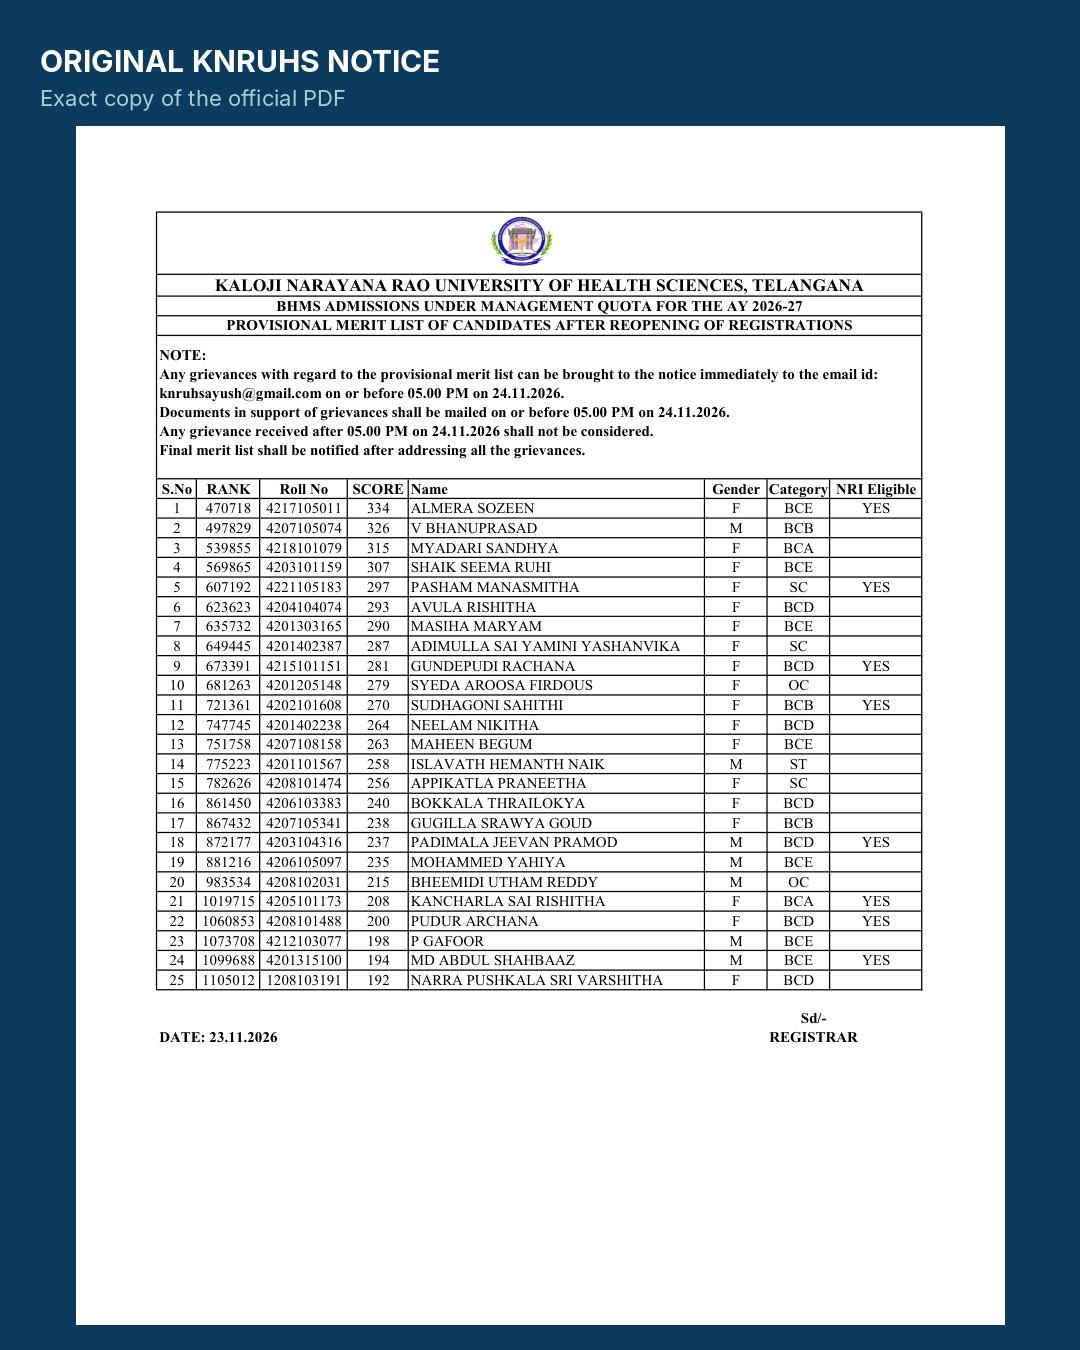 ORIGINAL KNRUHS NOTICE
Exact copy of the official PDF
KALOJI NARAYANA RAO UNIVERSITY OF HEALTH SCIENCES, TELANGANA
BHMS ADMISSIONS UNDER MANAGEMENT QUOTA FOR THE AY 2026-27
PROVISIONAL MERIT LIST OF CANDIDATES AFTER REOPENING OF REGISTRATIONS
NOTE:
Any grievances with regard to the provisional merit list can be brought to the notice immediately to the email id:
knruhsayush@gmail.com on or before 05.00 PM on 24.11.2026.
Documents in support of grievances shall be mailed on or before 05.00 PM on 24.11.2026.
Any grievance received after 05.00 PM on 24.11.2026 shall not be considered.
Final merit list shall be notified after addressing all the grievances.
S.No RANK Roll No SCORE Name Gender Category NRI Eligible
1 470718 4217105011 334 ALMERA SOZEEN F BCE YES
2 497829 4207105074 326 V BHANUPRASAD M BCB
3 539855 4218101079 315 MYADARI SANDHYA F BCA
4 569865 4203101159 307 SHAIK SEEMA RUHI F BCE
5 607192 4221105183 297 PASHAM MANASMITHA F SC YES
6 623623 4204104074 293 AVULA RISHITHA F BCD
7 635732 4201303165 290 MASIHA MARYAM F BCE
8 649445 4201402387 287 ADIMULLA SAI YAMINI YASHANVIKA F SC
9 673391 4215101151 281 GUNDEPUDI RACHANA F BCD YES
10 681263 4201205148 279 SYEDA AROOSA FIRDOUS F OC
11 721361 4202101608 270 SUDHAGONI SAHITHI F BCB YES
12 747745 4201402238 264 NEELAM NIKITHA F BCD
13 751758 4207108158 263 MAHEEN BEGUM F BCE
14 775223 4201101567 258 ISLAVATH HEMANTH NAIK M ST
15 782626 4208101474 256 APPIKATLA PRANEETHA F SC
16 861450 4206103383 240 BOKKALA THRAILOKYA F BCD
17 867432 4207105341 238 GUGILLA SRAWYA GOUD F BCB
18 872177 4203104316 237 PADIMALA JEEVAN PRAMOD M BCD YES
19 881216 4206105097 235 MOHAMMED YAHIYA M BCE
20 983534 4208102031 215 BHEEMIDI UTHAM REDDY M OC
21 1019715 4205101173 208 KANCHARLA SAI RISHITHA F BCA YES
22 1060853 4208101488 200 PUDUR ARCHANA F BCD YES
23 1073708 4212103077 198 P GAFOOR M BCE
24 1099688 4201315100 194 MD ABDUL SHAHBAAZ M BCE YES
25 1105012 1208103191 192 NARRA PUSHKALA SRI VARSHITHA F BCD
Sd/-
DATE: 23.11.2026 REGISTRAR